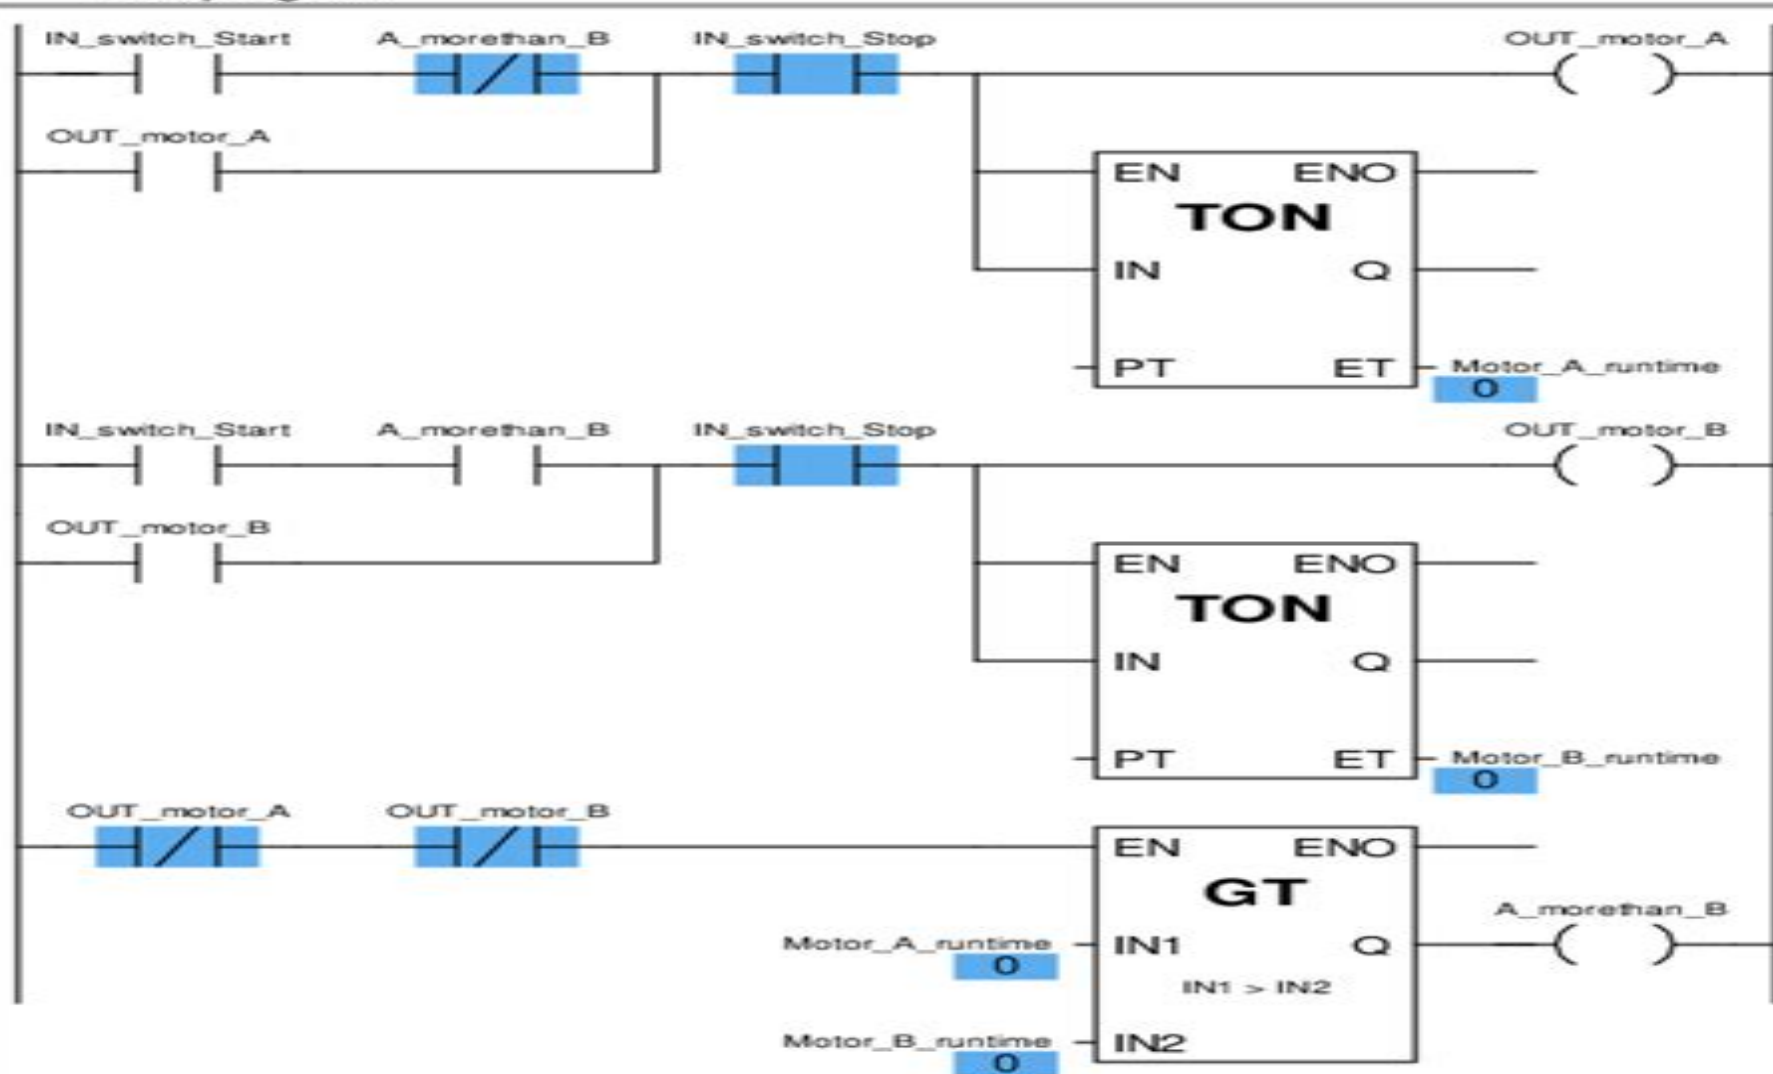 IN_switch_Start A_morethan_B IN_switch_Stop OUT_motor_A
OUT_motor_A
EN ENO
TON
IN Q
PT ET Motor_A_runtime
0
IN_switch_Start A_morethan_B IN_switch_Stop OUT_motor_B
OUT_motor_B
EN ENO
TON
IN Q
PT ET Motor_B_runtime
0
OUT_motor_A OUT_motor_B
EN ENO
GT
A_morethan_B
Motor_A_runtime IN1 Q
0
IN1 > IN2
Motor_B_runtime IN2
0